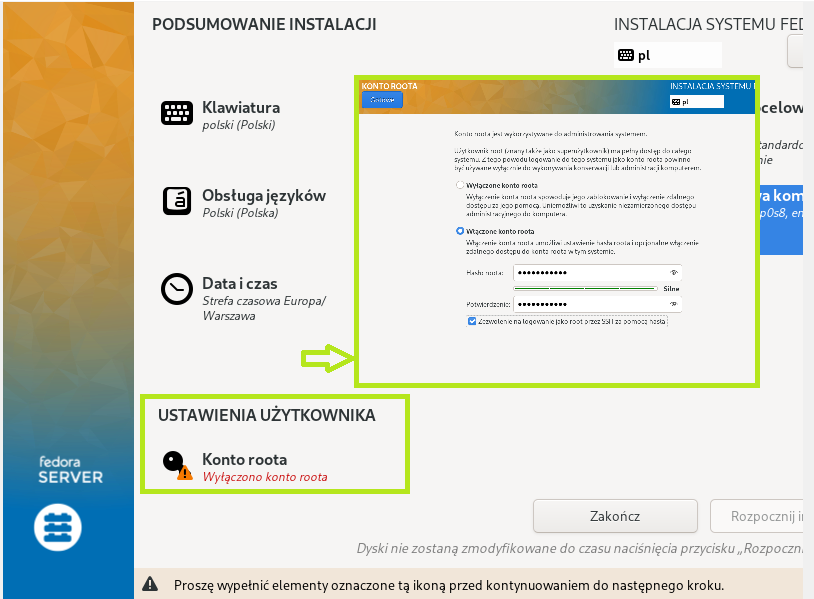 PODSUMOWANIE INSTALACJI
INSTALACJA SYSTEMU FED
pl
Klawiatura
polski (Polski)
Obsługa języków
Polski (Polska)
Data i czas
Strefa czasowa Europa/
Warszawa
KONTO ROOTA
INSTALACJA SYSTEMU
Gotowe
pl
Konto roota jest wykorzystywane do administrowania systemem.
Użytkownik root (znany także jako superużytkownik) ma pełny dostęp do całego
systemu. Z tego powodu logowanie do tego systemu jako konto roota powinno
być używane wyłącznie do wykonywania konserwacji lub administracji komputerem.
Wyłączone konto roota
Wyłączenie konta roota spowoduje jego zablokowanie i wyłączenie zdalnego
dostępu za jego pomocą. uniemożliwi to uzyskanie niezamierzonego dostępu
administracyjnego do komputera.
Włączone konto roota
Włączenie konta roota umożliwi ustawienie hasła roota i opcjonalne włączenie
zdalnego dostępu do konta roota w tym systemie.
Hasło roota:
Silne
Potwierdzenie:
Zezwolenie na logowanie jako root przez SSH za pomocą hasła
ocelow
tandardo
nie
va kom
p0s8, en
USTAWIENIA UŻYTKOWNIKA
Konto roota
Wyłączono konto roota
fedora
SERVER
Zakończ
Rozpocznij i
Dyski nie zostaną zmodyfikowane do czasu naciśnięcia przycisku „Rozpoczn
Proszę wypełnić elementy oznaczone tą ikoną przed kontynuowaniem do następnego kroku.